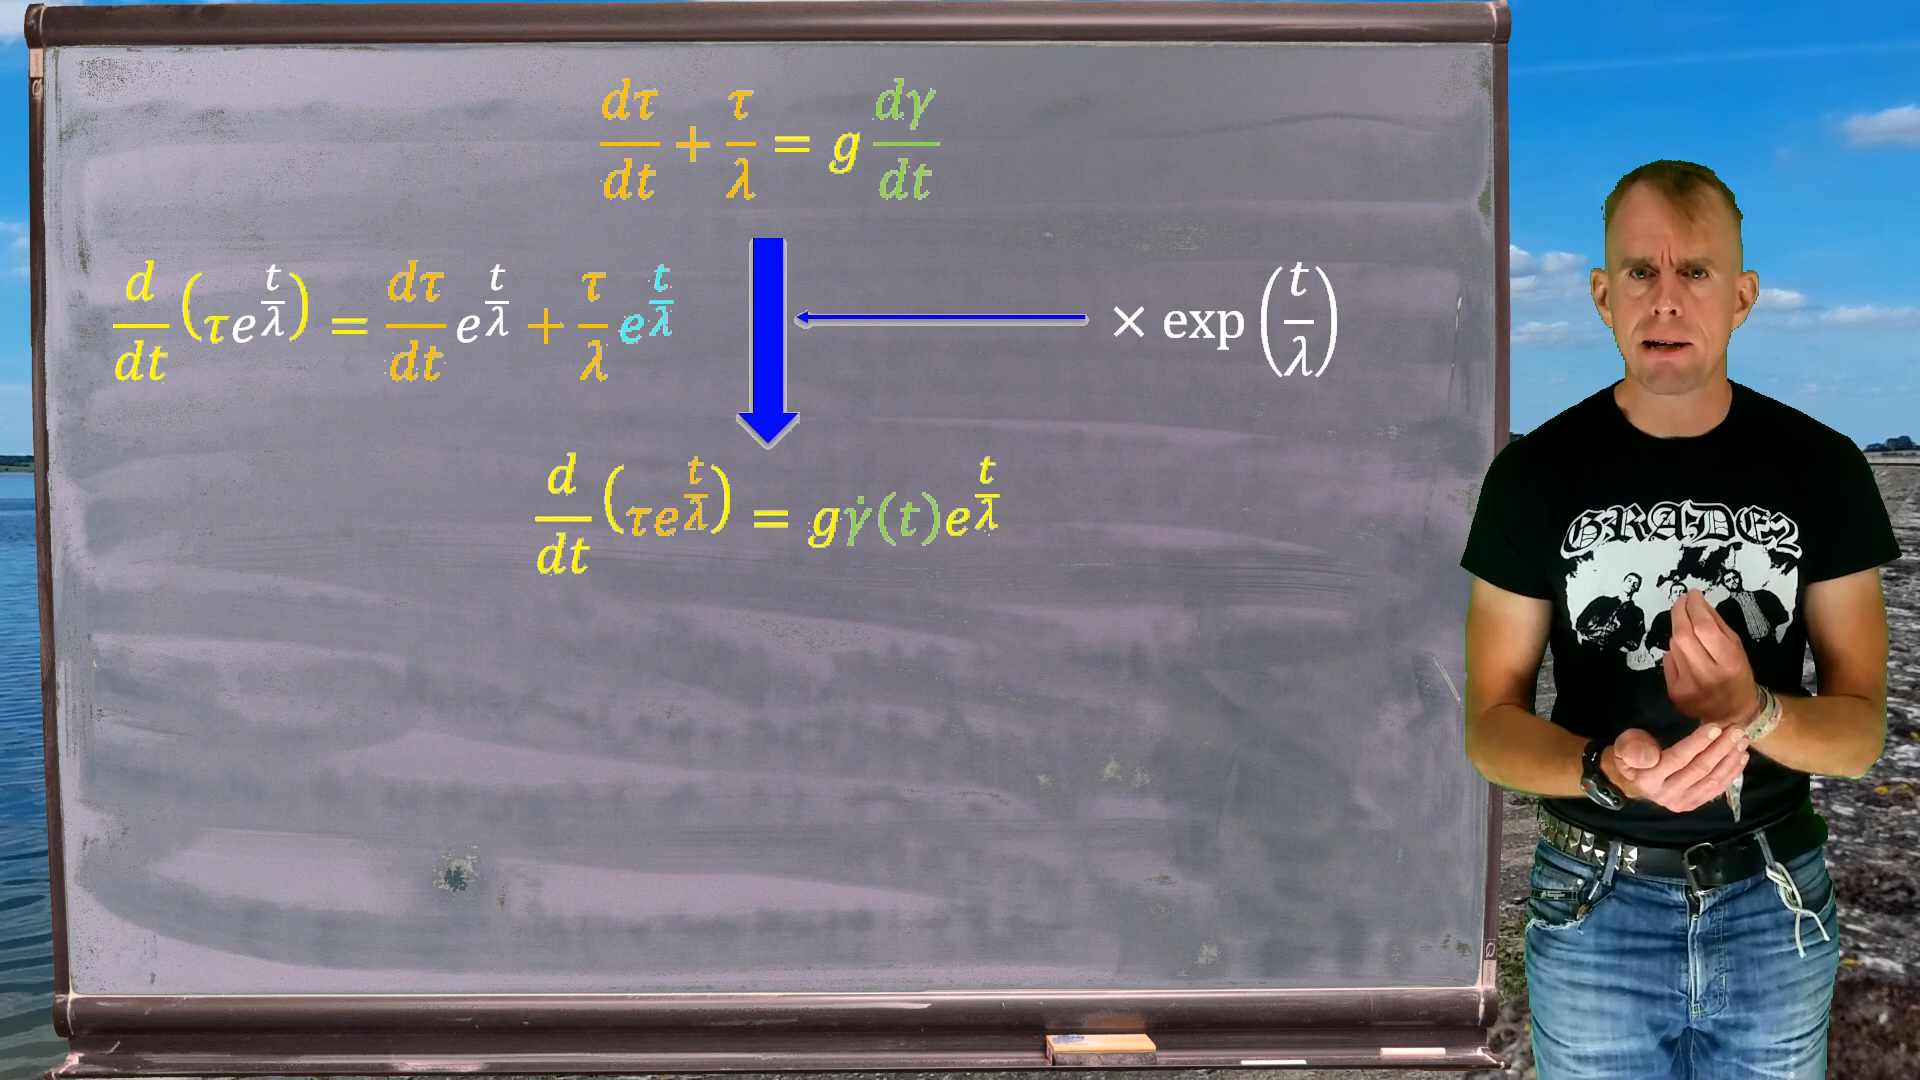 dτ/dt + τ/λ = g dγ/dt
d/dt (τe^(t/λ)) = dτ/dt e^(t/λ) + τ/λ e^(t/λ)
× exp(t/λ)
d/dt (τe^(t/λ)) = gγ̇(t)e^(t/λ)
GRADE2